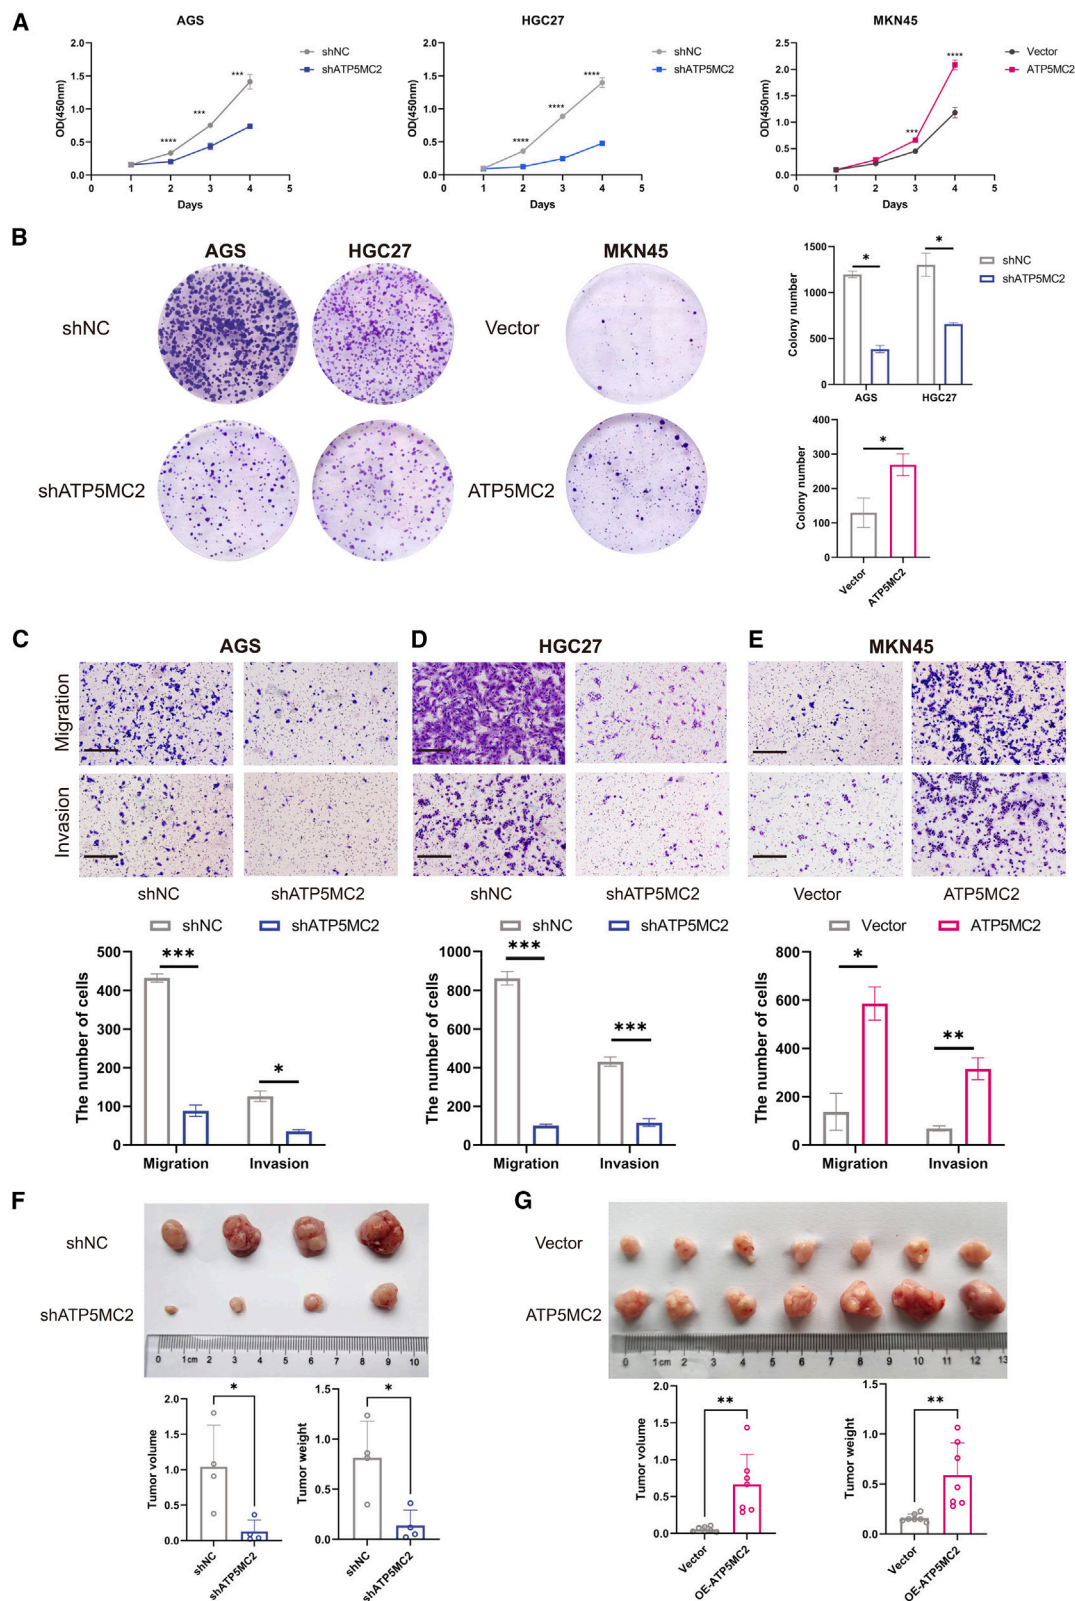 A
AGS
HGC27
MKN45
2.0
1.5
1.0
0.5
0.0
OD(450nm)
0 1 2 3 4 5
Days
shNC
shATP5MC2
****
***
***
2.0
1.5
1.0
0.5
0.0
OD(450nm)
0 1 2 3 4 5
Days
shNC
shATP5MC2
****
****
****
2.5
2.0
1.5
1.0
0.5
0.0
OD(450nm)
0 1 2 3 4 5
Days
Vector
ATP5MC2
***
****
B
AGS
HGC27
MKN45
shNC
Vector
shATP5MC2
ATP5MC2
1500
1000
500
0
Colony number
* *
AGS HGC27
shNC
shATP5MC2
400
300
200
100
0
Colony number
*
Vector
ATP5MC2
C
AGS
D
HGC27
E
MKN45
Migration
Invasion
shNC shATP5MC2 shNC shATP5MC2 Vector ATP5MC2
shNC shATP5MC2
500
400
300
200
100
0
The number of cells
***
*
Migration Invasion
shNC shATP5MC2
1000
800
600
400
200
0
The number of cells
***
***
Migration Invasion
Vector ATP5MC2
800
600
400
200
0
The number of cells
*
**
Migration Invasion
F
shNC
shATP5MC2
0 1cm 2 3 4 5 6 7 8 9 10
2.0
1.5
1.0
0.5
0.0
Tumor volume
*
shNC
shATP5MC2
1.5
1.0
0.5
0.0
Tumor weight
*
shNC
shATP5MC2
G
Vector
ATP5MC2
0 1cm 2 3 4 5 6 7 8 9 10 11 12 13
2.0
1.5
1.0
0.5
0.0
Tumor volume
**
Vector
OE-ATP5MC2
1.5
1.0
0.5
0.0
Tumor weight
**
Vector
OE-ATP5MC2